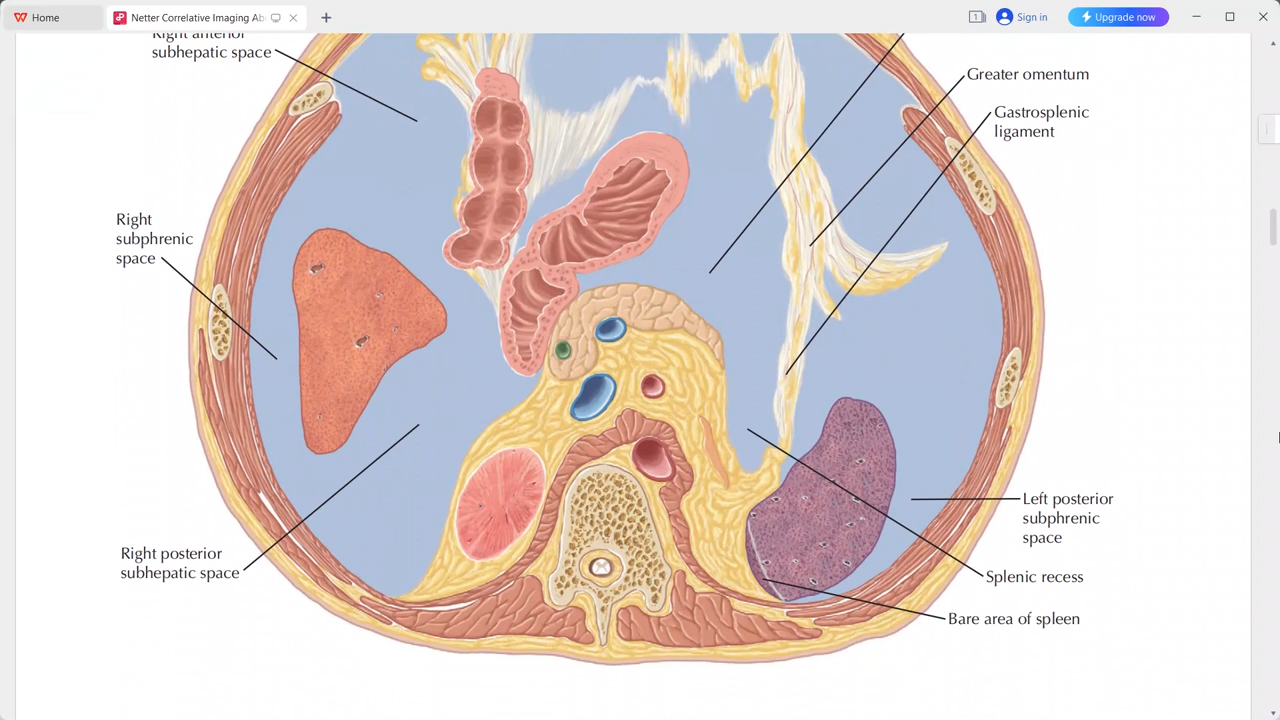 Home
Netter Correlative Imaging Ab
1
Sign in
Upgrade now
Right anterior
subhepatic space
Greater omentum
Gastrosplenic
ligament
Right
subphrenic
space
Left posterior
subphrenic
space
Right posterior
subhepatic space
Splenic recess
Bare area of spleen